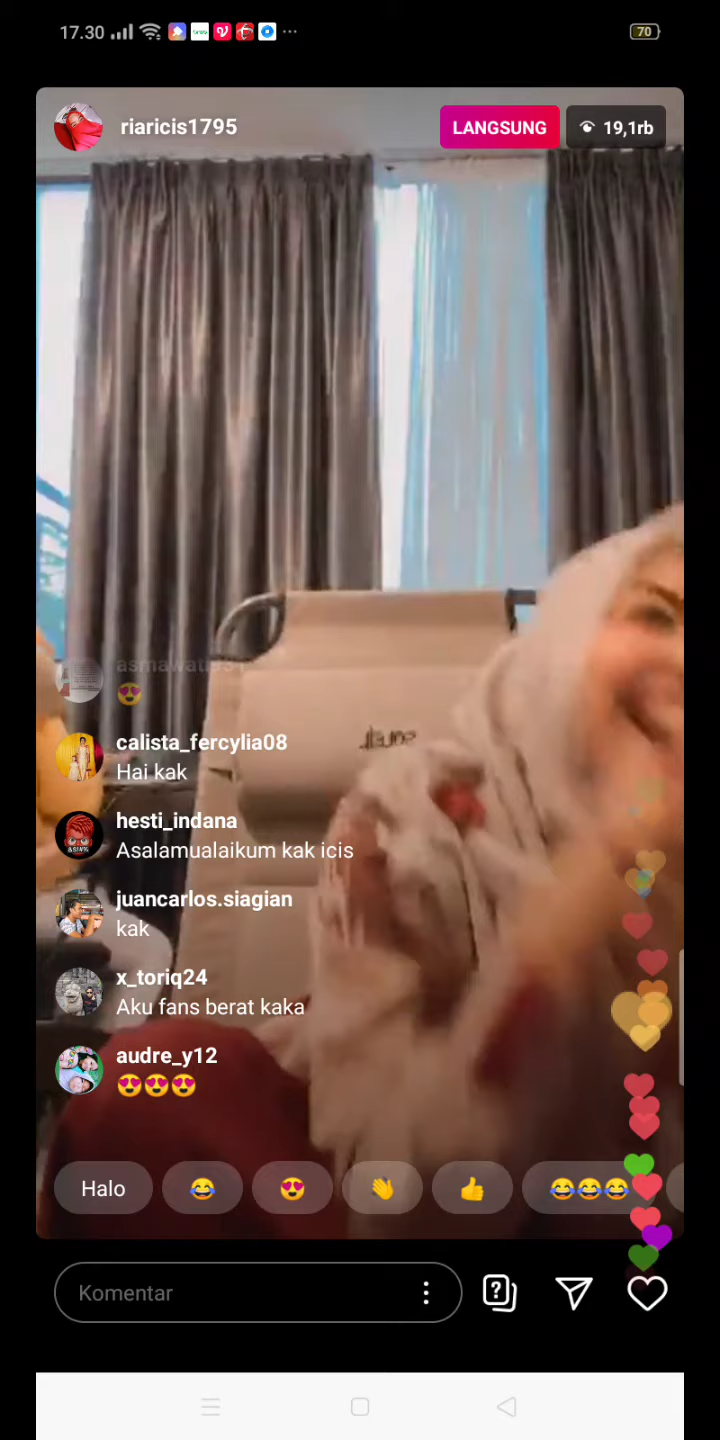 17.30
70
riaricis1795
LANGSUNG
19,1rb
😍
calista_fercylia08
Hai kak
hesti_indana
Asalamualaikum kak icis
juancarlos.siagian
kak
x_toriq24
Aku fans berat kaka
audre_y12
😍😍😍
Halo 😂 😍 👋 👍 😂😂😂
Komentar